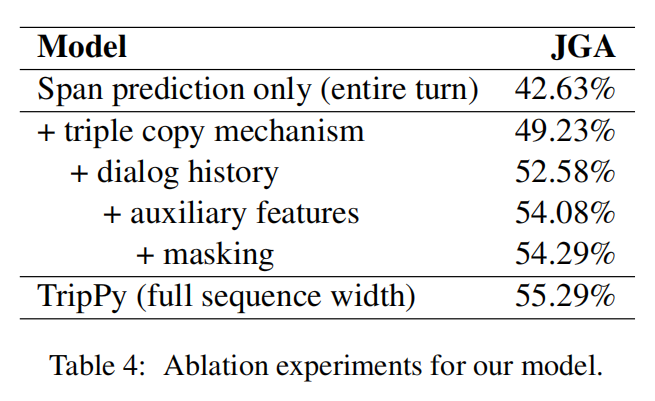 Model JGA
Span prediction only (entire turn) 42.63%
+ triple copy mechanism 49.23%
+ dialog history 52.58%
+ auxiliary features 54.08%
+ masking 54.29%
TripPy (full sequence width) 55.29%
Table 4: Ablation experiments for our model.